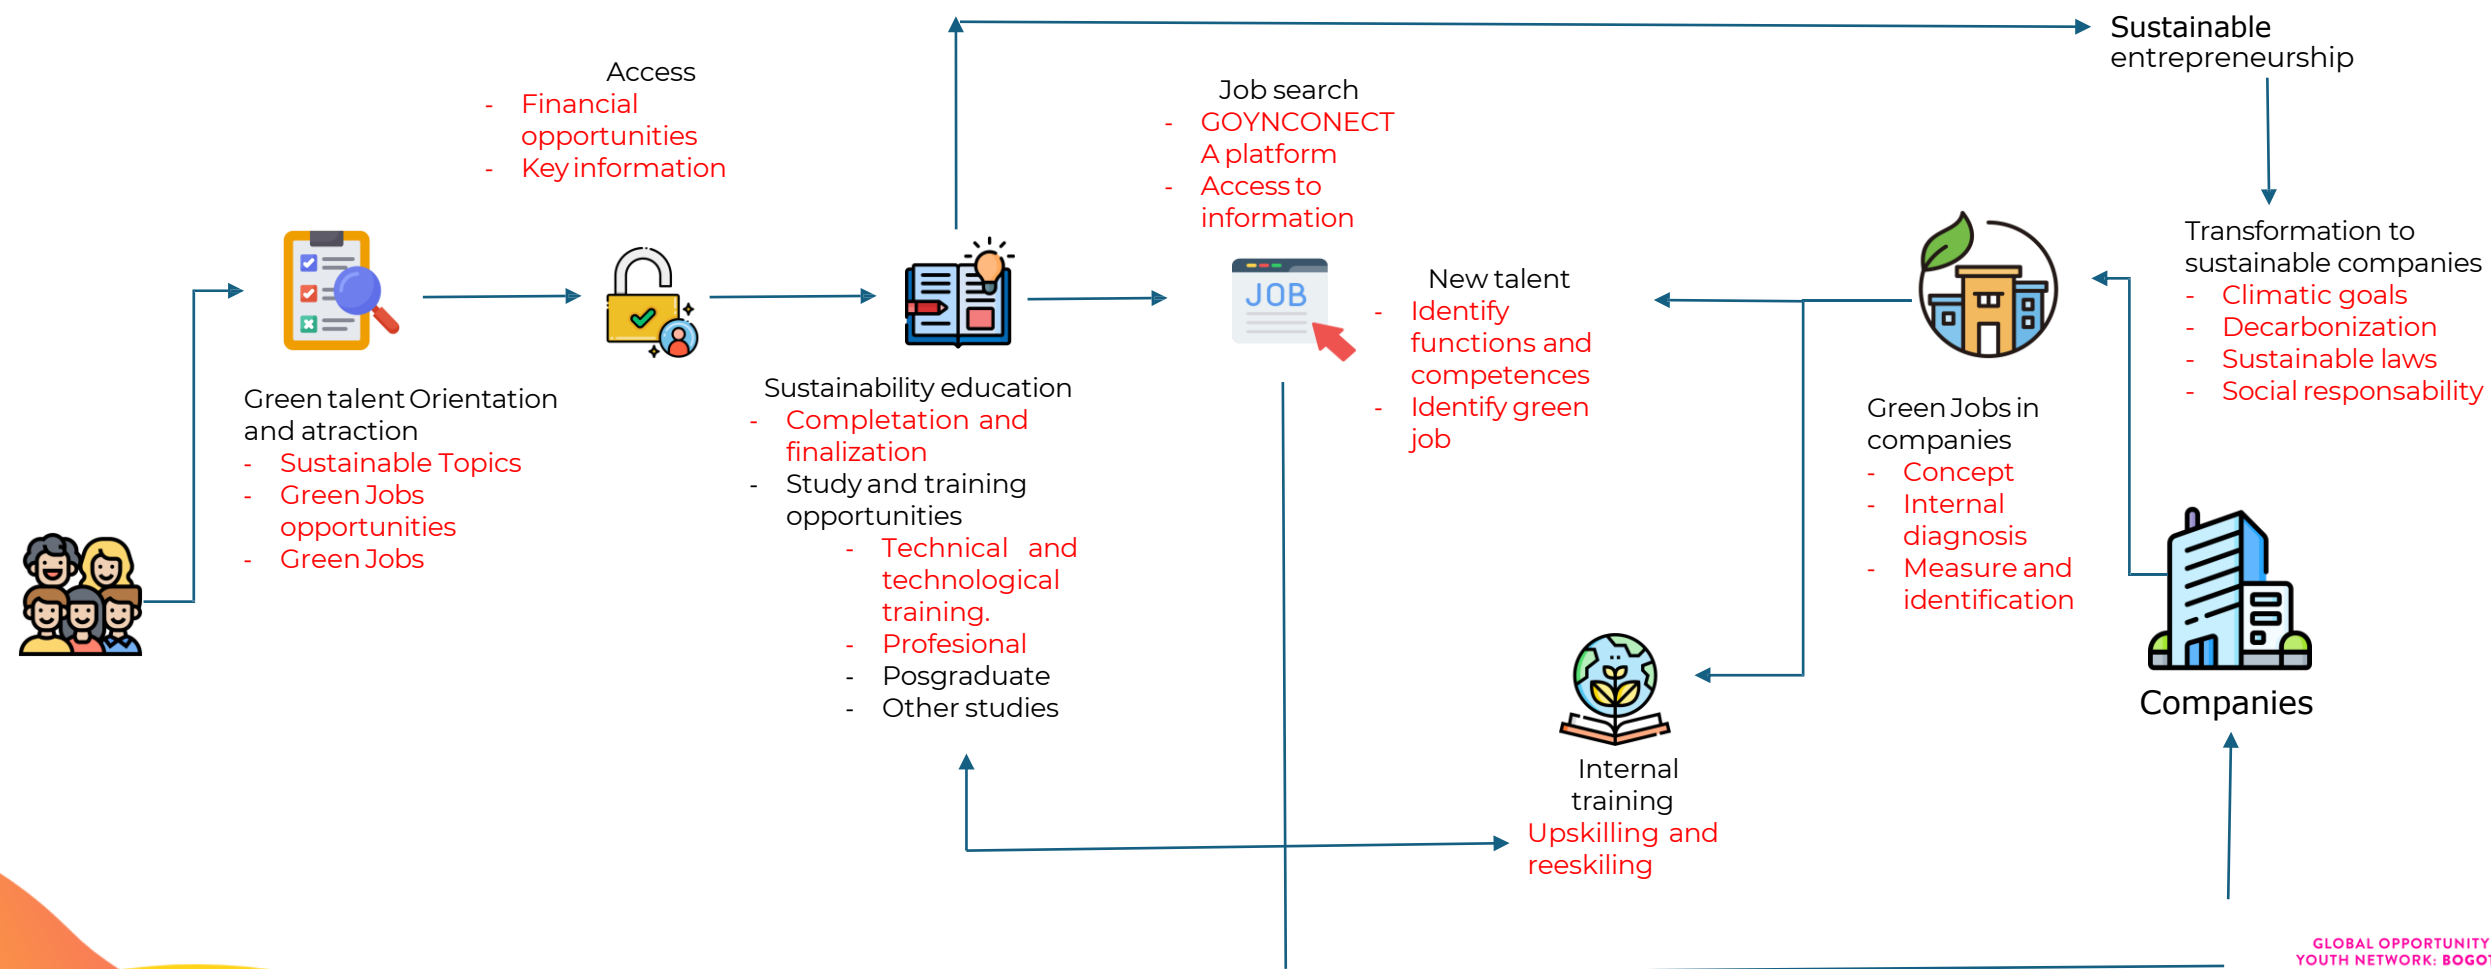 Sustainable
entrepreneurship
Access
- Financial
opportunities
- Key information
Job search
- GOYNCONECT
A platform
- Access to
information
JOB
New talent
- Identify
functions and
competences
- Identify green
job
Transformation to
sustainable companies
- Climatic goals
- Decarbonization
- Sustainable laws
- Social responsability
Green talent Orientation
and atraction
- Sustainable Topics
- Green Jobs
opportunities
- Green Jobs
Sustainability education
- Completation and
finalization
- Study and training
opportunities
- Technical and
technological
training.
- Profesional
- Posgraduate
- Other studies
Green Jobs in
companies
- Concept
- Internal
diagnosis
- Measure and
identification
Companies
Internal
training
Upskilling and
reeskiling
GLOBAL OPPORTUNITY
YOUTH NETWORK: